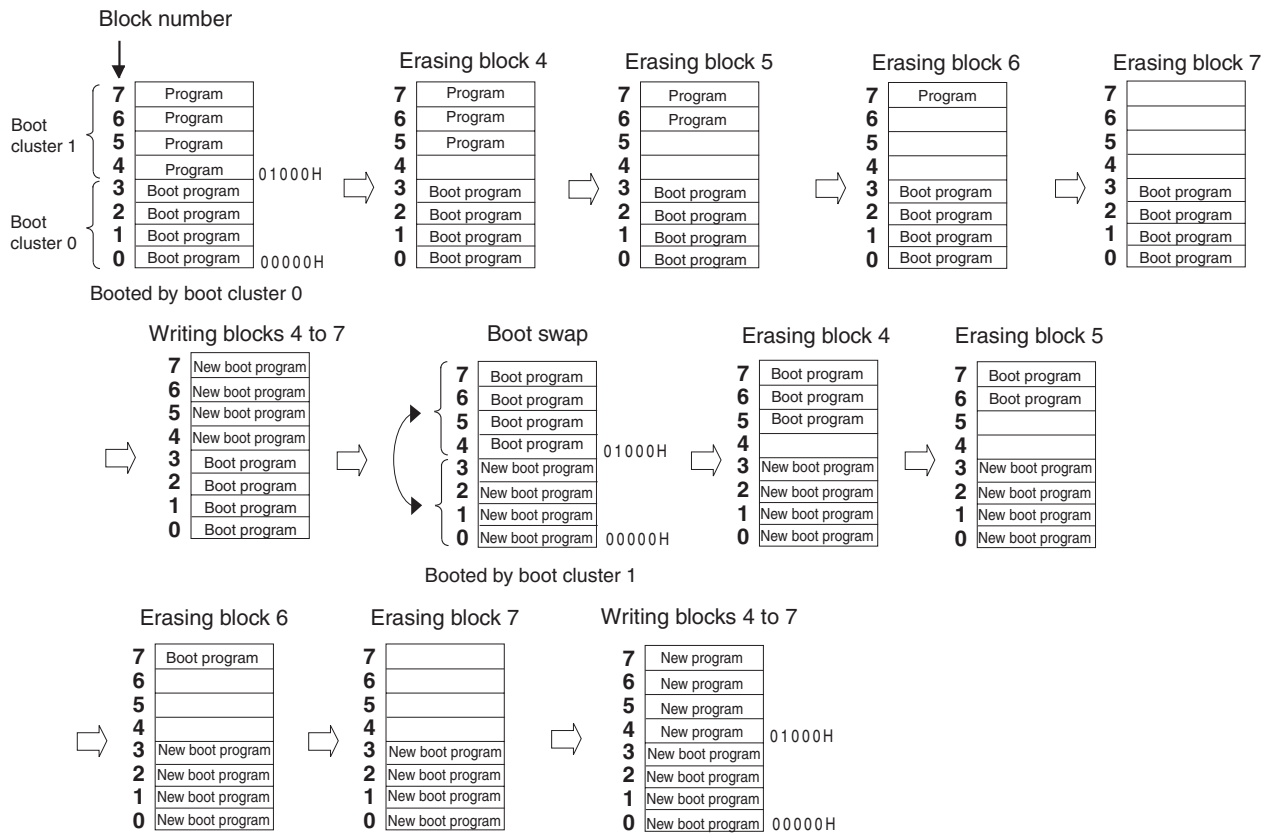 Block number
Erasing block 4
Erasing block 5
Erasing block 6
Erasing block 7
Boot cluster 1
Boot cluster 0
7 Program
6 Program
5 Program
4 Program 01000H
3 Boot program
2 Boot program
1 Boot program
0 Boot program 00000H
Booted by boot cluster 0
7 Program
6 Program
5 Program
4
3 Boot program
2 Boot program
1 Boot program
0 Boot program
7 Program
6 Program
5
4
3 Boot program
2 Boot program
1 Boot program
0 Boot program
7 Program
6
5
4
3 Boot program
2 Boot program
1 Boot program
0 Boot program
7
6
5
4
3 Boot program
2 Boot program
1 Boot program
0 Boot program
Writing blocks 4 to 7
7 New boot program
6 New boot program
5 New boot program
4 New boot program
3 Boot program
2 Boot program
1 Boot program
0 Boot program
Boot swap
7 Boot program
6 Boot program
5 Boot program
4 Boot program 01000H
3 New boot program
2 New boot program
1 New boot program
0 New boot program 00000H
Booted by boot cluster 1
Erasing block 4
7 Boot program
6 Boot program
5 Boot program
4
3 New boot program
2 New boot program
1 New boot program
0 New boot program
Erasing block 5
7 Boot program
6 Boot program
5
4
3 New boot program
2 New boot program
1 New boot program
0 New boot program
Erasing block 6
7 Boot program
6
5
4
3 New boot program
2 New boot program
1 New boot program
0 New boot program
Erasing block 7
7
6
5
4
3 New boot program
2 New boot program
1 New boot program
0 New boot program
Writing blocks 4 to 7
7 New program
6 New program
5 New program
4 New program 01000H
3 New boot program
2 New boot program
1 New boot program
0 New boot program 00000H